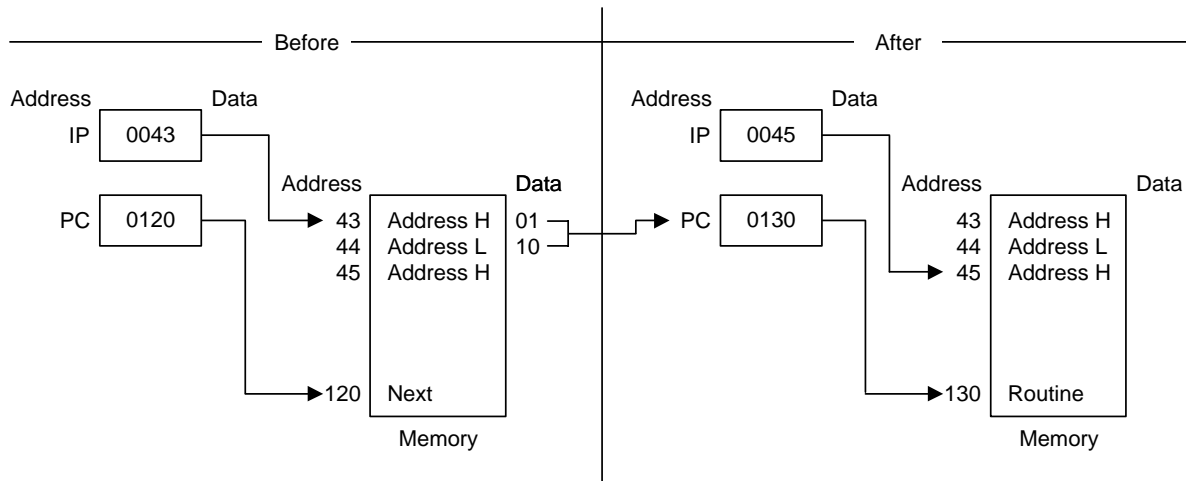 Before
After
Address Data
IP 0043
Address Data
PC 0120
43 Address H 01
44 Address L 10
45 Address H
120 Next
Memory
Address Data
IP 0045
Address Data
PC 0130
43 Address H
44 Address L
45 Address H
130 Routine
Memory